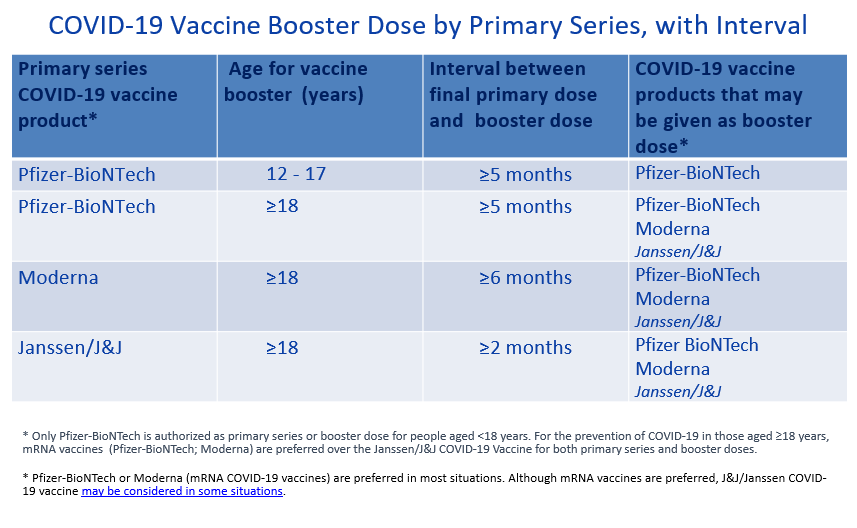 COVID-19 Vaccine Booster Dose by Primary Series, with Interval
Primary series
COVID-19 vaccine
product*
Age for vaccine
booster (years)
Interval between
final primary dose
and booster dose
COVID-19 vaccine
products that may
be given as booster
dose*
Pfizer-BioNTech
12 - 17
≥5 months
Pfizer-BioNTech
Pfizer-BioNTech
≥18
≥5 months
Pfizer-BioNTech
Moderna
Janssen/J&J
Moderna
≥18
≥6 months
Pfizer-BioNTech
Moderna
Janssen/J&J
Janssen/J&J
≥18
≥2 months
Pfizer BioNTech
Moderna
Janssen/J&J
* Only Pfizer-BioNTech is authorized as primary series or booster dose for people aged <18 years. For the prevention of COVID-19 in those aged ≥18 years,
mRNA vaccines (Pfizer-BioNTech; Moderna) are preferred over the Janssen/J&J COVID-19 Vaccine for both primary series and booster doses.
* Pfizer-BioNTech or Moderna (mRNA COVID-19 vaccines) are preferred in most situations. Although mRNA vaccines are preferred, J&J/Janssen COVID-
19 vaccine may be considered in some situations.